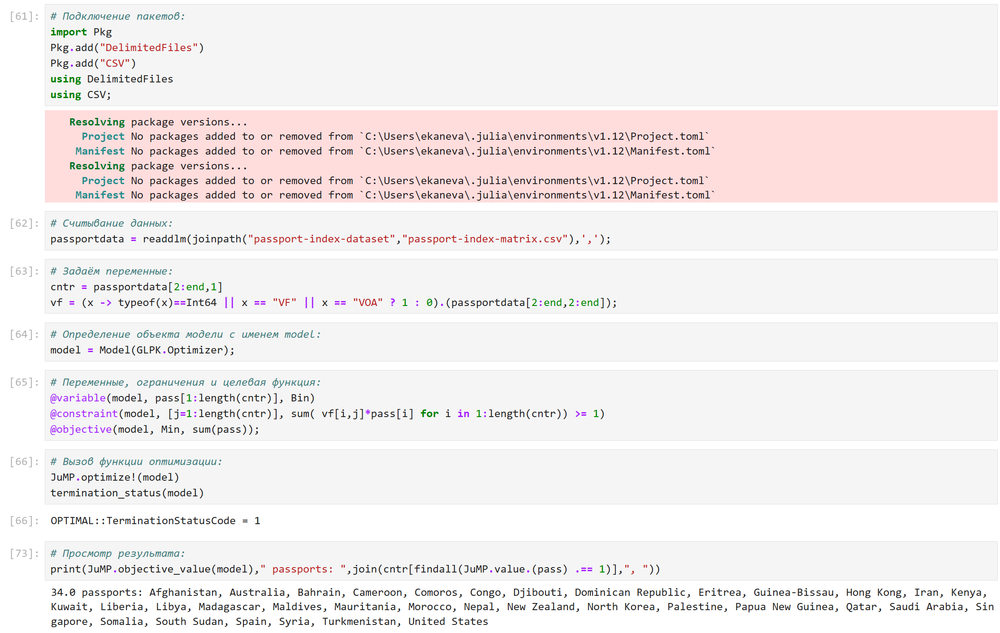 [61]: # Подключение пакетов:
import Pkg
Pkg.add("DelimitedFiles")
Pkg.add("CSV")
using DelimitedFiles
using CSV;
Resolving package versions...
Project No packages added to or removed from `C:\Users\ekaneva\.julia\environments\v1.12\Project.toml`
Manifest No packages added to or removed from `C:\Users\ekaneva\.julia\environments\v1.12\Manifest.toml`
Resolving package versions...
Project No packages added to or removed from `C:\Users\ekaneva\.julia\environments\v1.12\Project.toml`
Manifest No packages added to or removed from `C:\Users\ekaneva\.julia\environments\v1.12\Manifest.toml`
[62]: # Считывание данных:
passportdata = readdlm(joinpath("passport-index-dataset","passport-index-matrix.csv"),',');
[63]: # Задаём переменные:
cntr = passportdata[2:end,1]
vf = (x -> typeof(x)==Int64 || x == "VF" || x == "VOA" ? 1 : 0).(passportdata[2:end,2:end]);
[64]: # Определение объекта модели с именем model:
model = Model(GLPK.Optimizer);
[65]: # Переменные, ограничения и целевая функция:
@variable(model, pass[1:length(cntr)], Bin)
@constraint(model, [j=1:length(cntr)], sum( vf[i,j]*pass[i] for i in 1:length(cntr)) >= 1)
@objective(model, Min, sum(pass));
[66]: # Вызов функции оптимизации:
JuMP.optimize!(model)
termination_status(model)
[66]: OPTIMAL::TerminationStatusCode = 1
[73]: # Просмотр результата:
print(JuMP.objective_value(model)," passports: ",join(cntr[findall(JuMP.value.(pass) .== 1)],", "))
34.0 passports: Afghanistan, Australia, Bahrain, Cameroon, Comoros, Congo, Djibouti, Dominican Republic, Eritrea, Guinea-Bissau, Hong Kong, Iran, Kenya,
Kuwait, Liberia, Libya, Madagascar, Maldives, Mauritania, Morocco, Nepal, New Zealand, North Korea, Palestine, Papua New Guinea, Qatar, Saudi Arabia, Sin
gapore, Somalia, South Sudan, Spain, Syria, Turkmenistan, United States